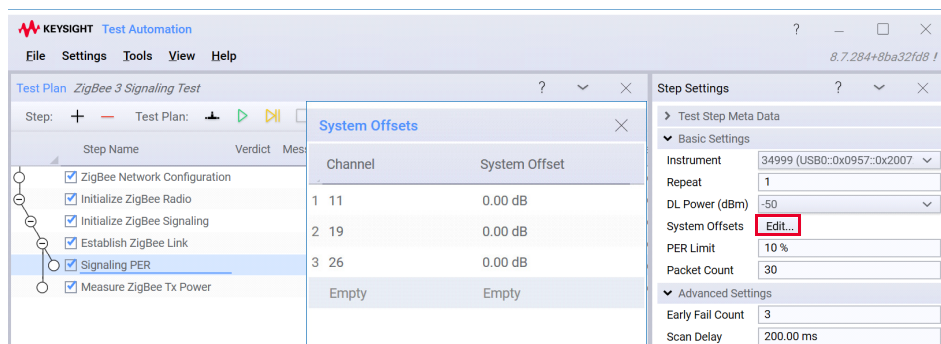 KEYSIGHT Test Automation
?
File Settings Tools View Help
8.7.284+8ba32fd8 !
Test Plan ZigBee 3 Signaling Test
?
Step: Test Plan:
Step Name Verdict
ZigBee Network Configuration
Initialize ZigBee Radio
Initialize ZigBee Signaling
Establish ZigBee Link
Signaling PER
Measure ZigBee Tx Power
System Offsets
Channel System Offset
1 11 0.00 dB
2 19 0.00 dB
3 26 0.00 dB
Empty Empty
Step Settings
?
Test Step Meta Data
Basic Settings
Instrument 34999 (USB0::0x0957::0x2007
Repeat 1
DL Power (dBm) -50
System Offsets Edit...
PER Limit 10 %
Packet Count 30
Advanced Settings
Early Fail Count 3
Scan Delay 200.00 ms